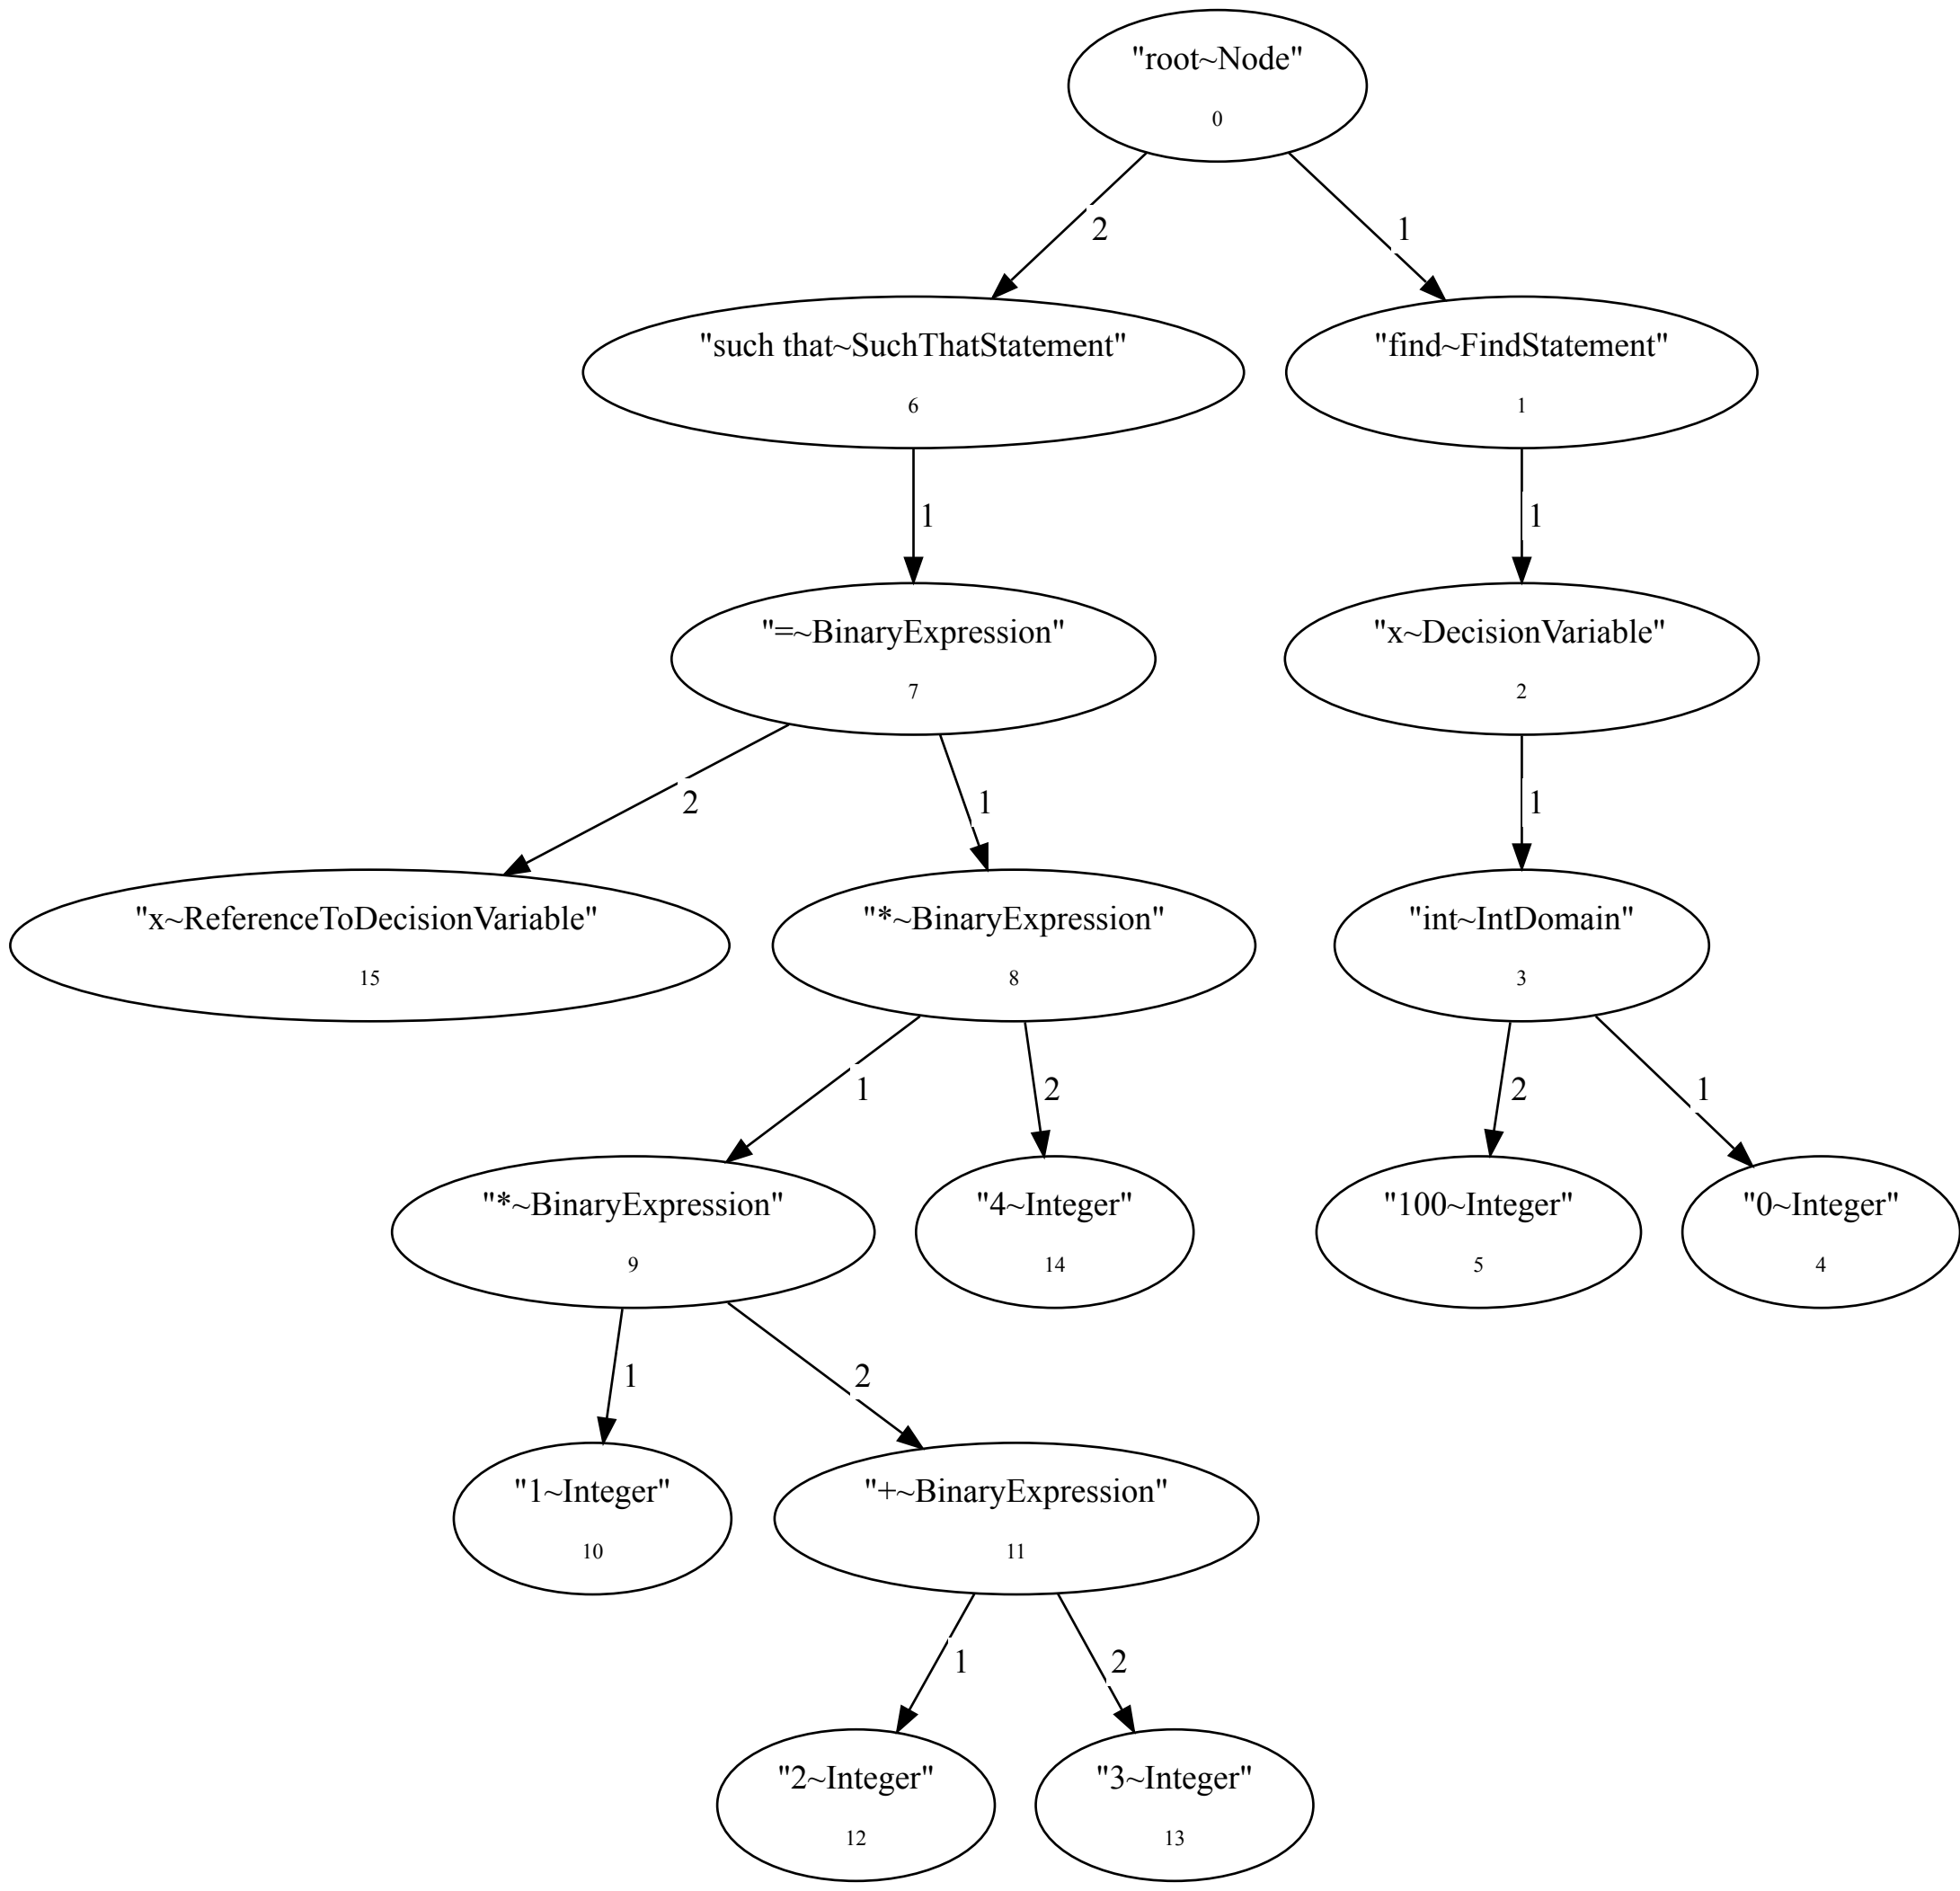 "root~Node"
0
2
1
"such that~SuchThatStatement"
6
"find~FindStatement"
1
1
1
"=~BinaryExpression"
7
"x~DecisionVariable"
2
2
1
1
"x~ReferenceToDecisionVariable"
15
"*~BinaryExpression"
8
"int~IntDomain"
3
1
2
2
1
"*~BinaryExpression"
9
"4~Integer"
14
"100~Integer"
5
"0~Integer"
4
1
2
"1~Integer"
10
"+~BinaryExpression"
11
1
2
"2~Integer"
12
"3~Integer"
13